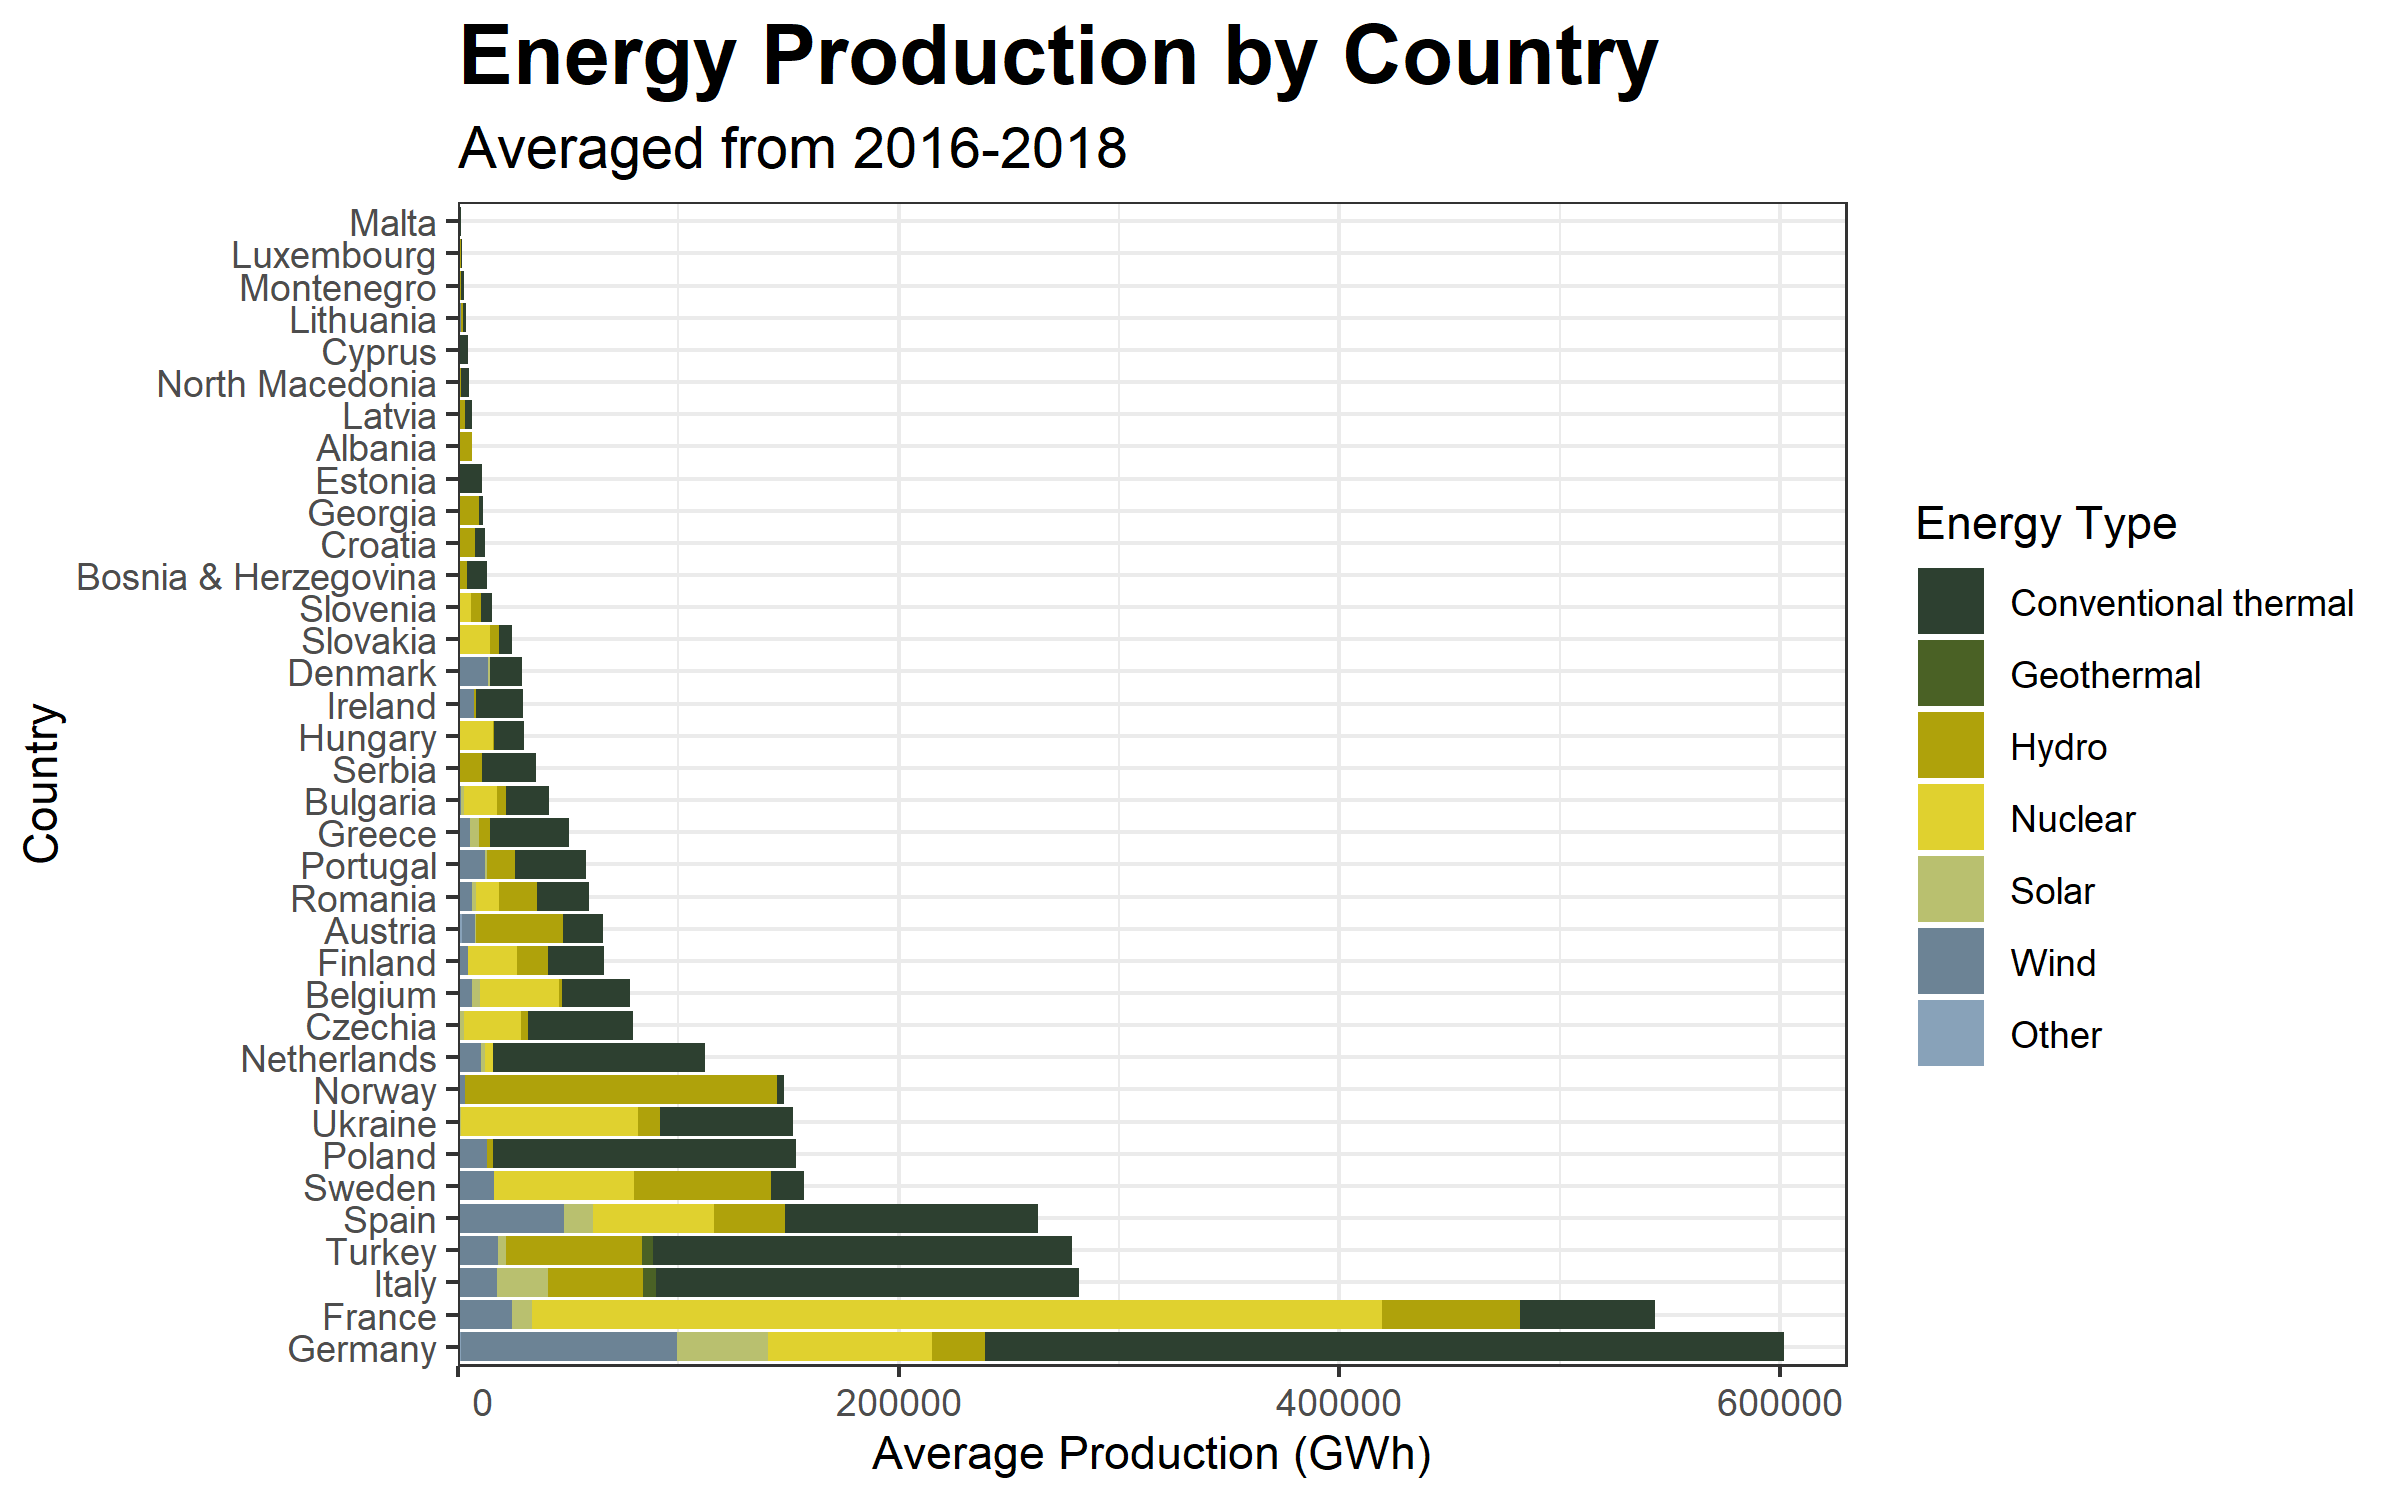 Energy Production by Country
Averaged from 2016-2018
Country
Malta
Luxembourg
Montenegro
Lithuania
Cyprus
North Macedonia
Latvia
Albania
Estonia
Georgia
Croatia
Bosnia & Herzegovina
Slovenia
Slovakia
Denmark
Ireland
Hungary
Serbia
Bulgaria
Greece
Portugal
Romania
Austria
Finland
Belgium
Czechia
Netherlands
Norway
Ukraine
Poland
Sweden
Spain
Turkey
Italy
France
Germany
0 200000 400000 600000
Average Production (GWh)
Energy Type
Conventional thermal
Geothermal
Hydro
Nuclear
Solar
Wind
Other